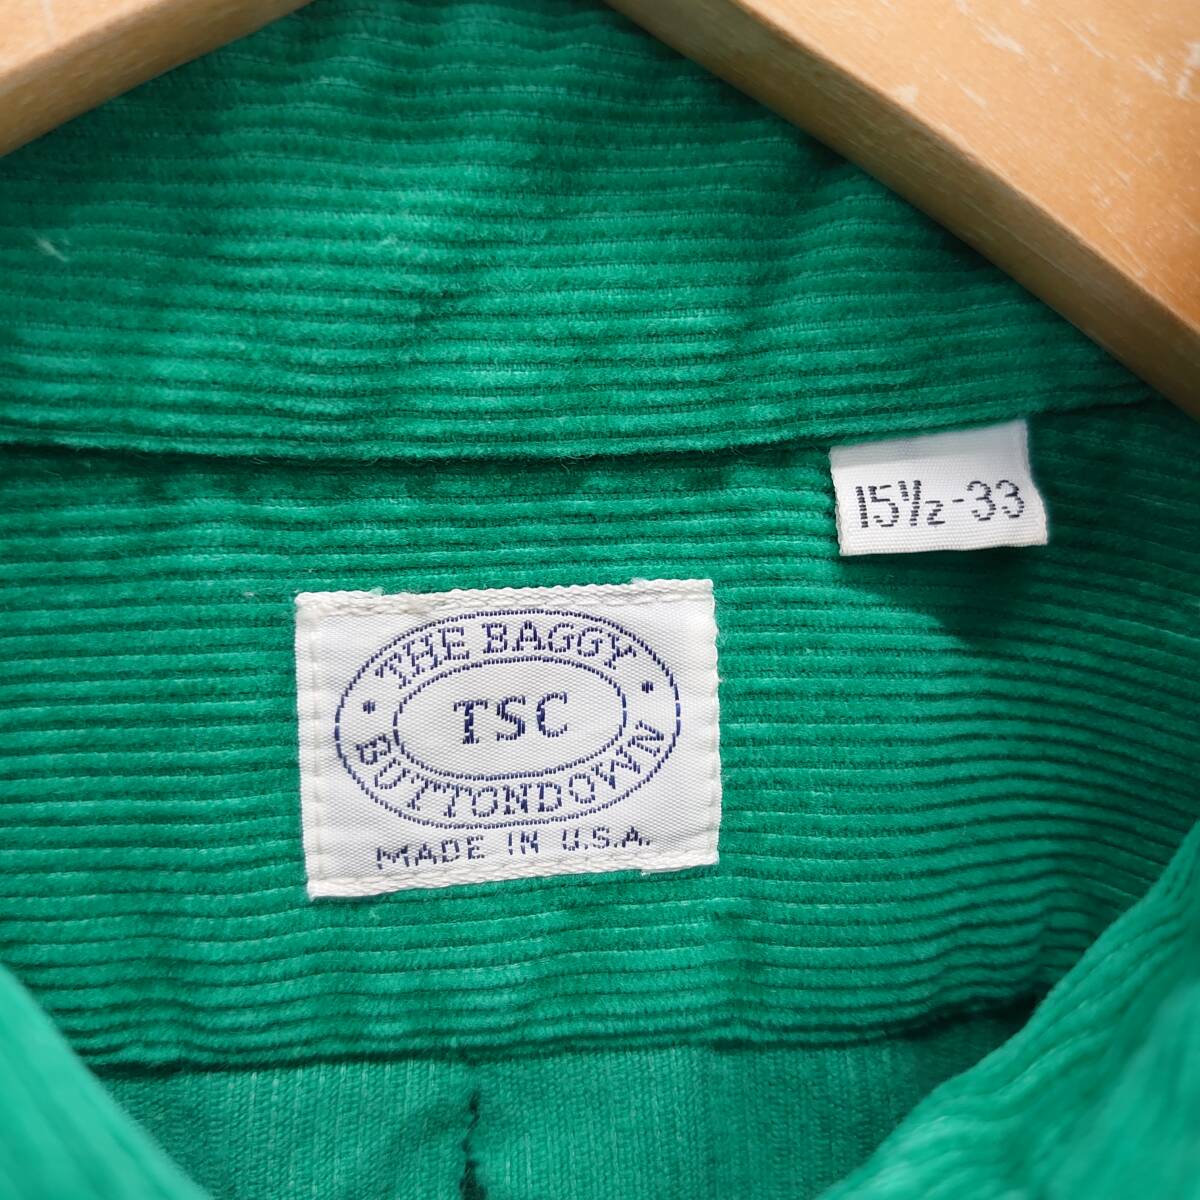 15½-33
THE BAGGY
TSC
BUTTONDOWN
MADE IN U.S.A.